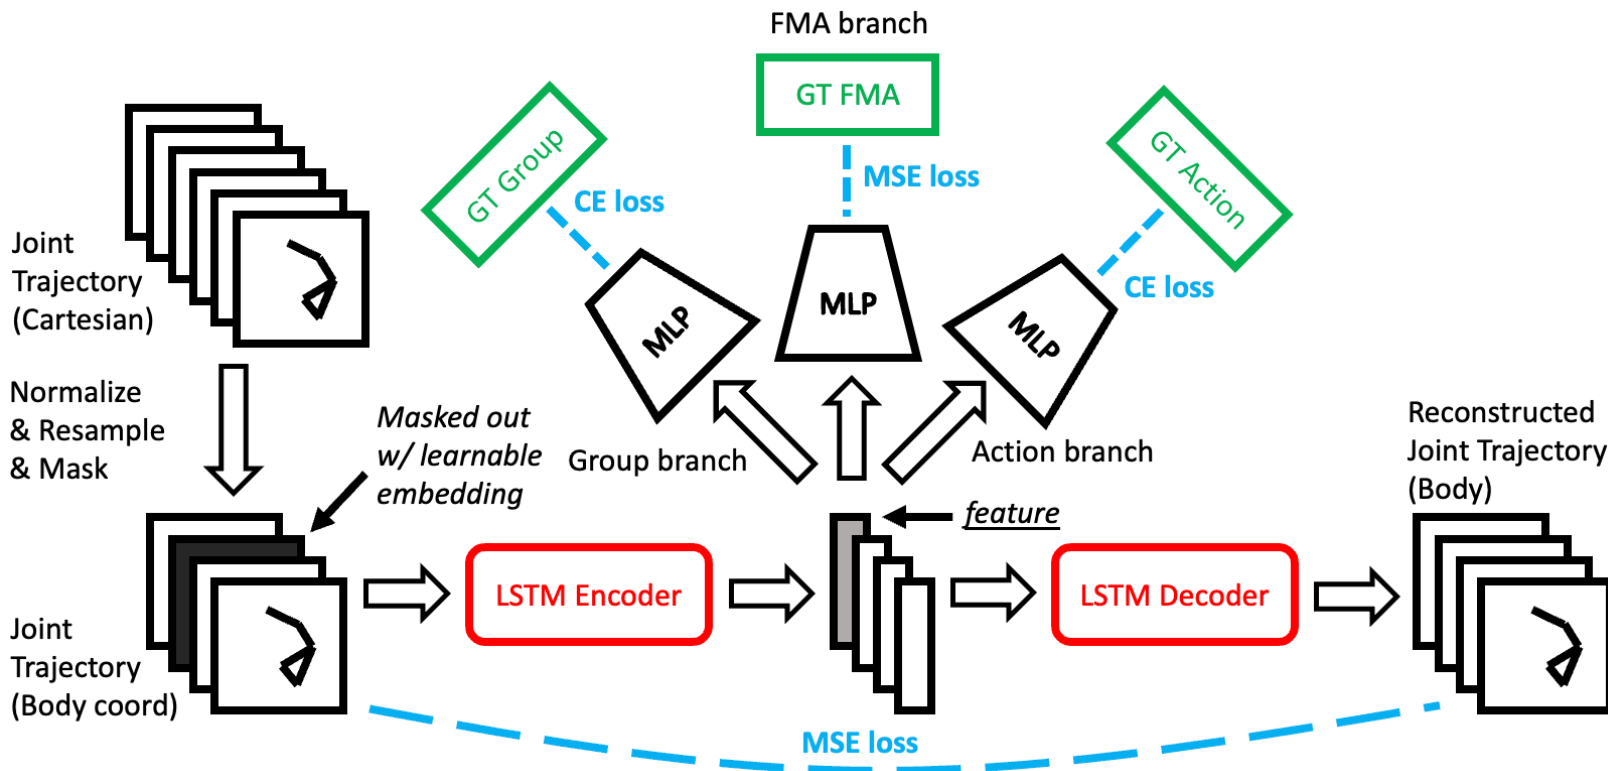 FMA branch
GT FMA
GT Group
GT Action
CE loss
MSE loss
CE loss
MLP
MLP
MLP
Joint
Trajectory
(Cartesian)
Normalize
& Resample
& Mask
Masked out
w/ learnable
embedding
Group branch
Action branch
Reconstructed
Joint Trajectory
(Body)
feature
LSTM Encoder
LSTM Decoder
Joint
Trajectory
(Body coord)
MSE loss